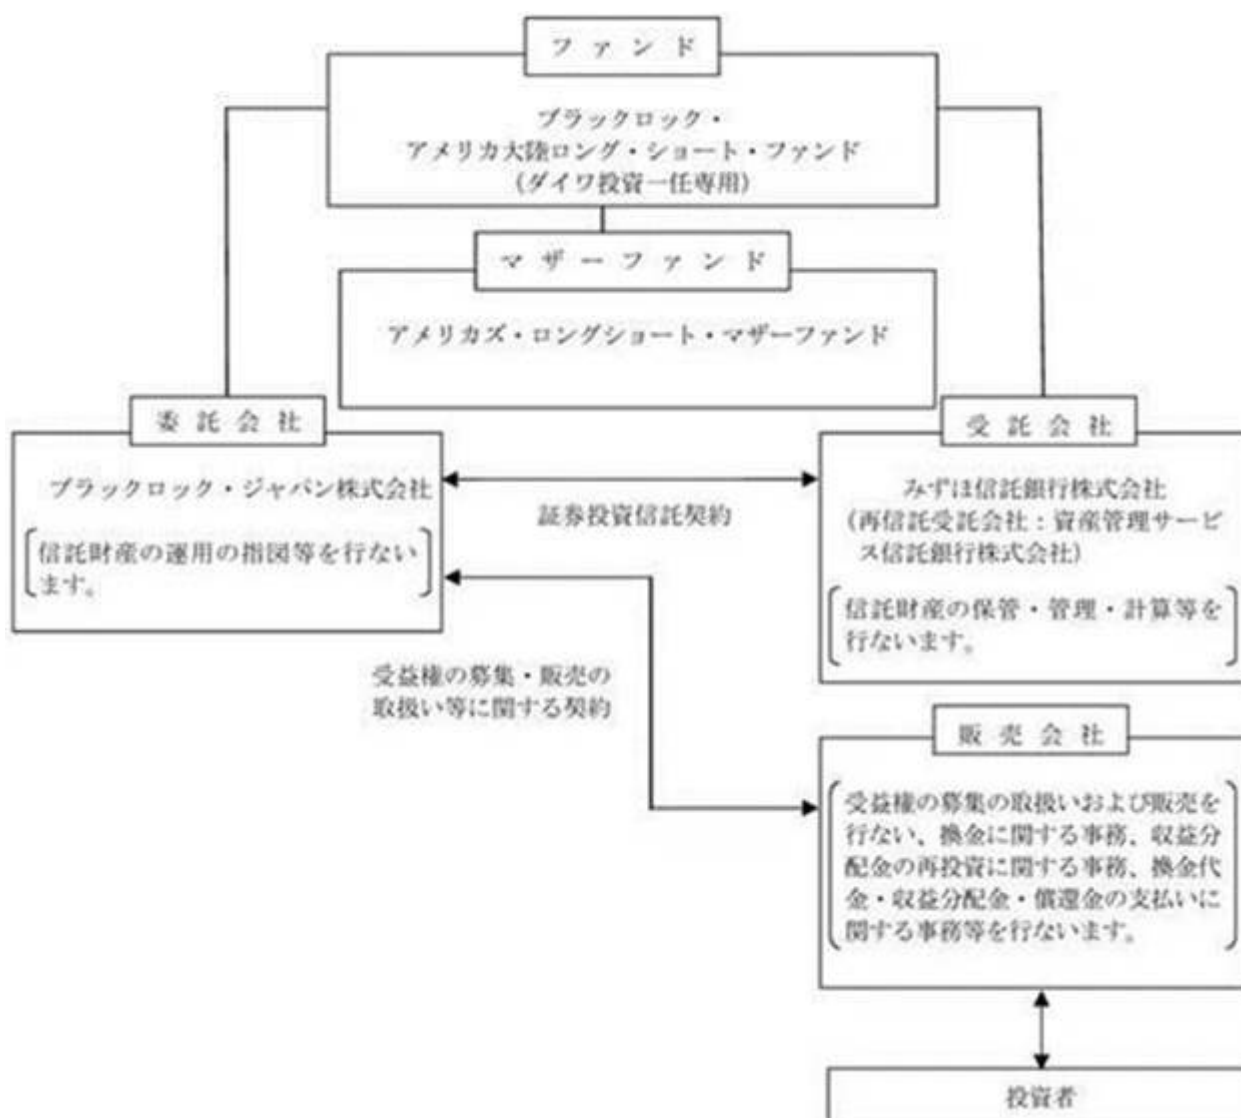 ファンド
ブラックロック・
アメリカ大陸ロング・ショート・ファンド
(ダイワ投資一任専用)
マザーファンド
アメリカズ・ロングショート・マザーファンド
委託会社
ブラックロック・ジャパン株式会社
信託財産の運用の指図等を行ない
ます。
証券投資信託契約
受託会社
みずほ信託銀行株式会社
(再信託受託会社:資産管理サービ
ス信託銀行株式会社)
信託財産の保管・管理・計算等を
行ないます。
受益権の募集・販売の
取扱い等に関する契約
販売会社
受益権の募集の取扱いおよび販売を
行ない、換金に関する事務、収益分
配金の再投資に関する事務、換金代
金・収益分配金・償還金の支払いに
関する事務等を行ないます。
投資者